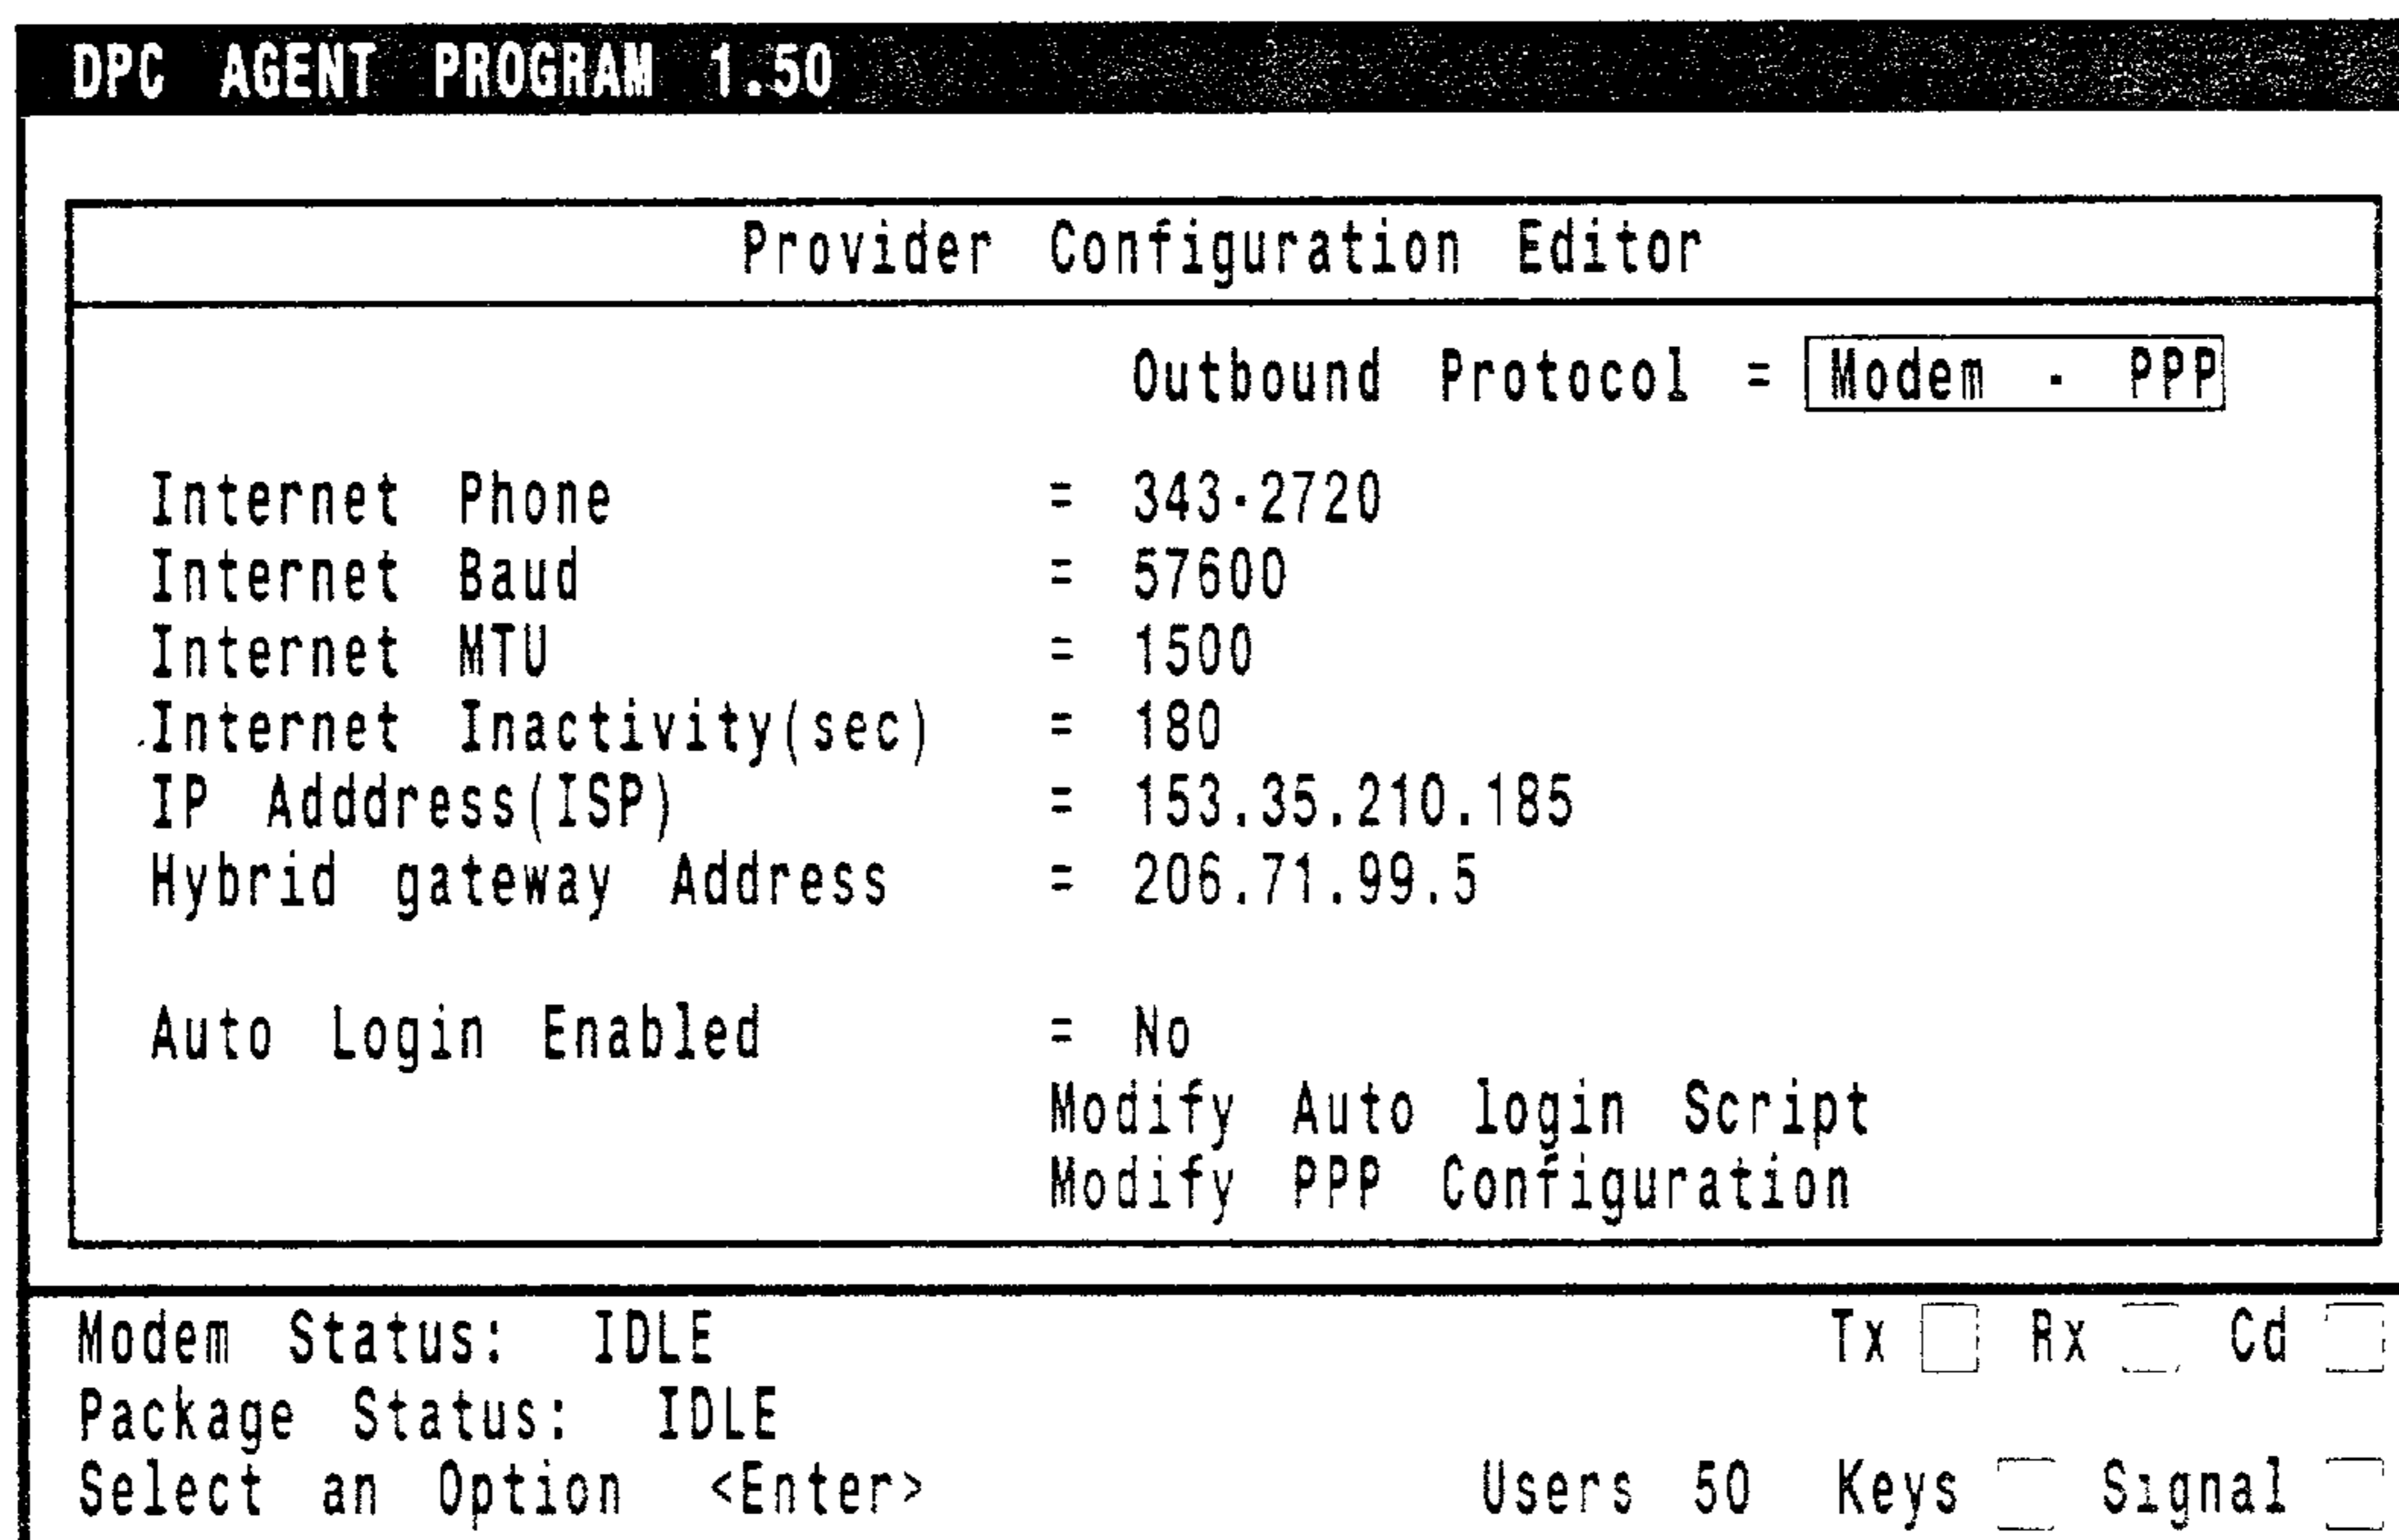 DPC AGENT PROGRAM 1.50
Provider Configuration Editor
Outbound Protocol = Modem - PPP
Internet Phone = 343-2720
Internet Baud = 57600
Internet MTU = 1500
Internet Inactivity(sec) = 180
IP Adddress(ISP) = 153.35.210.185
Hybrid gateway Address = 206.71.99.5
Auto Login Enabled = No
Modify Auto login Script
Modify PPP Configuration
Modem Status: IDLE Tx Rx Cd
Package Status: IDLE
Select an Option <Enter> Users 50 Keys Signal